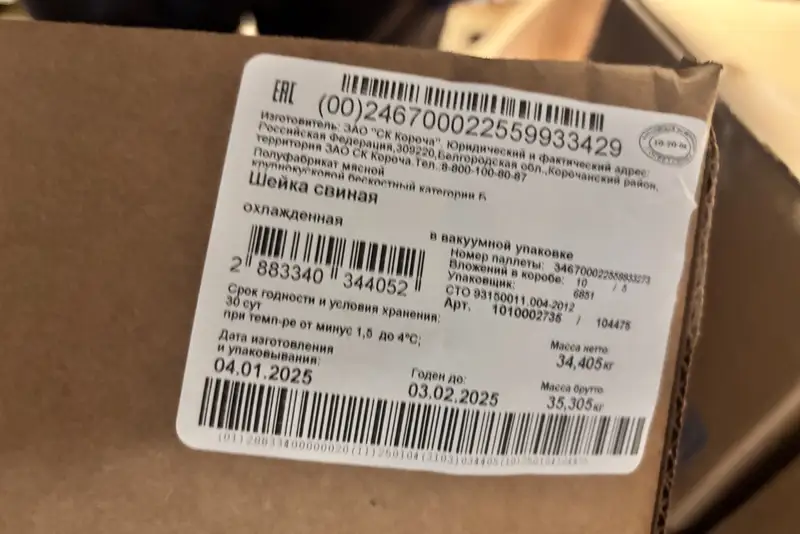 ЕАС
(00)246700022559933429
Изготовитель: ЗАО "СК Короча". Юридический и фактический адрес:
Российская Федерация,309220,Белгородская обл.,Корочанский район,
территория ЗАО СК Короча.Тел.:8-800-100-80-87
Полуфабрикат мясной
крупнокусковой бескостный категории Б
Шейка свиная
охлажденная
в вакуумной упаковке
2 883340 344052
Номер паллеты: 346700022559933273
Вложений в коробе: 10 / 5
Упаковщик: 6851
СТО 93150011.004-2012
Арт. 1010002735 / 104475
Срок годности и условия хранения:
30 сут
при темп-ре от минус 1,5 до 4°С;
Дата изготовления
и упаковывания:
04.01.2025
Годен до:
03.02.2025
Масса нетто:
34,405кг
Масса брутто:
35,305кг